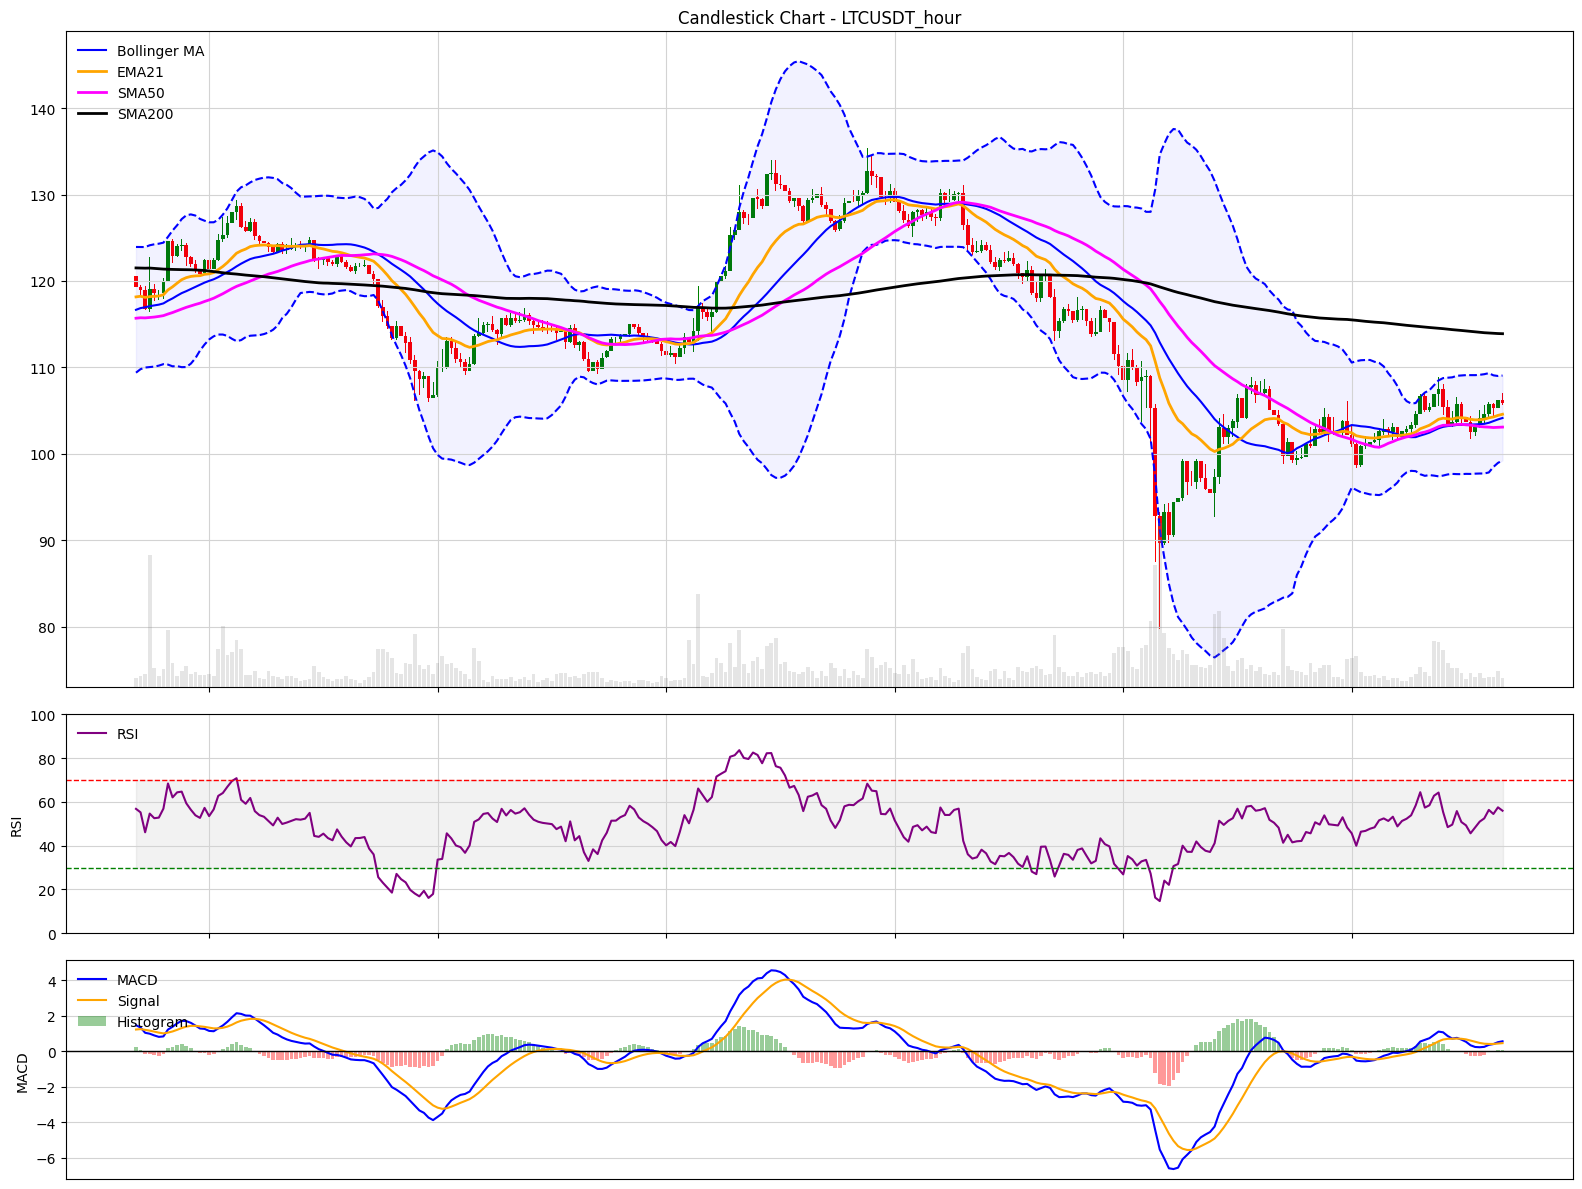 Candlestick Chart - LTCUSDT_hour
Bollinger MA
EMA21
SMA50
SMA200
140
130
120
110
100
90
80
RSI
100
80
60
40
20
0
RSI
MACD
Signal
Histogram
4
2
0
−2
−4
−6
MACD